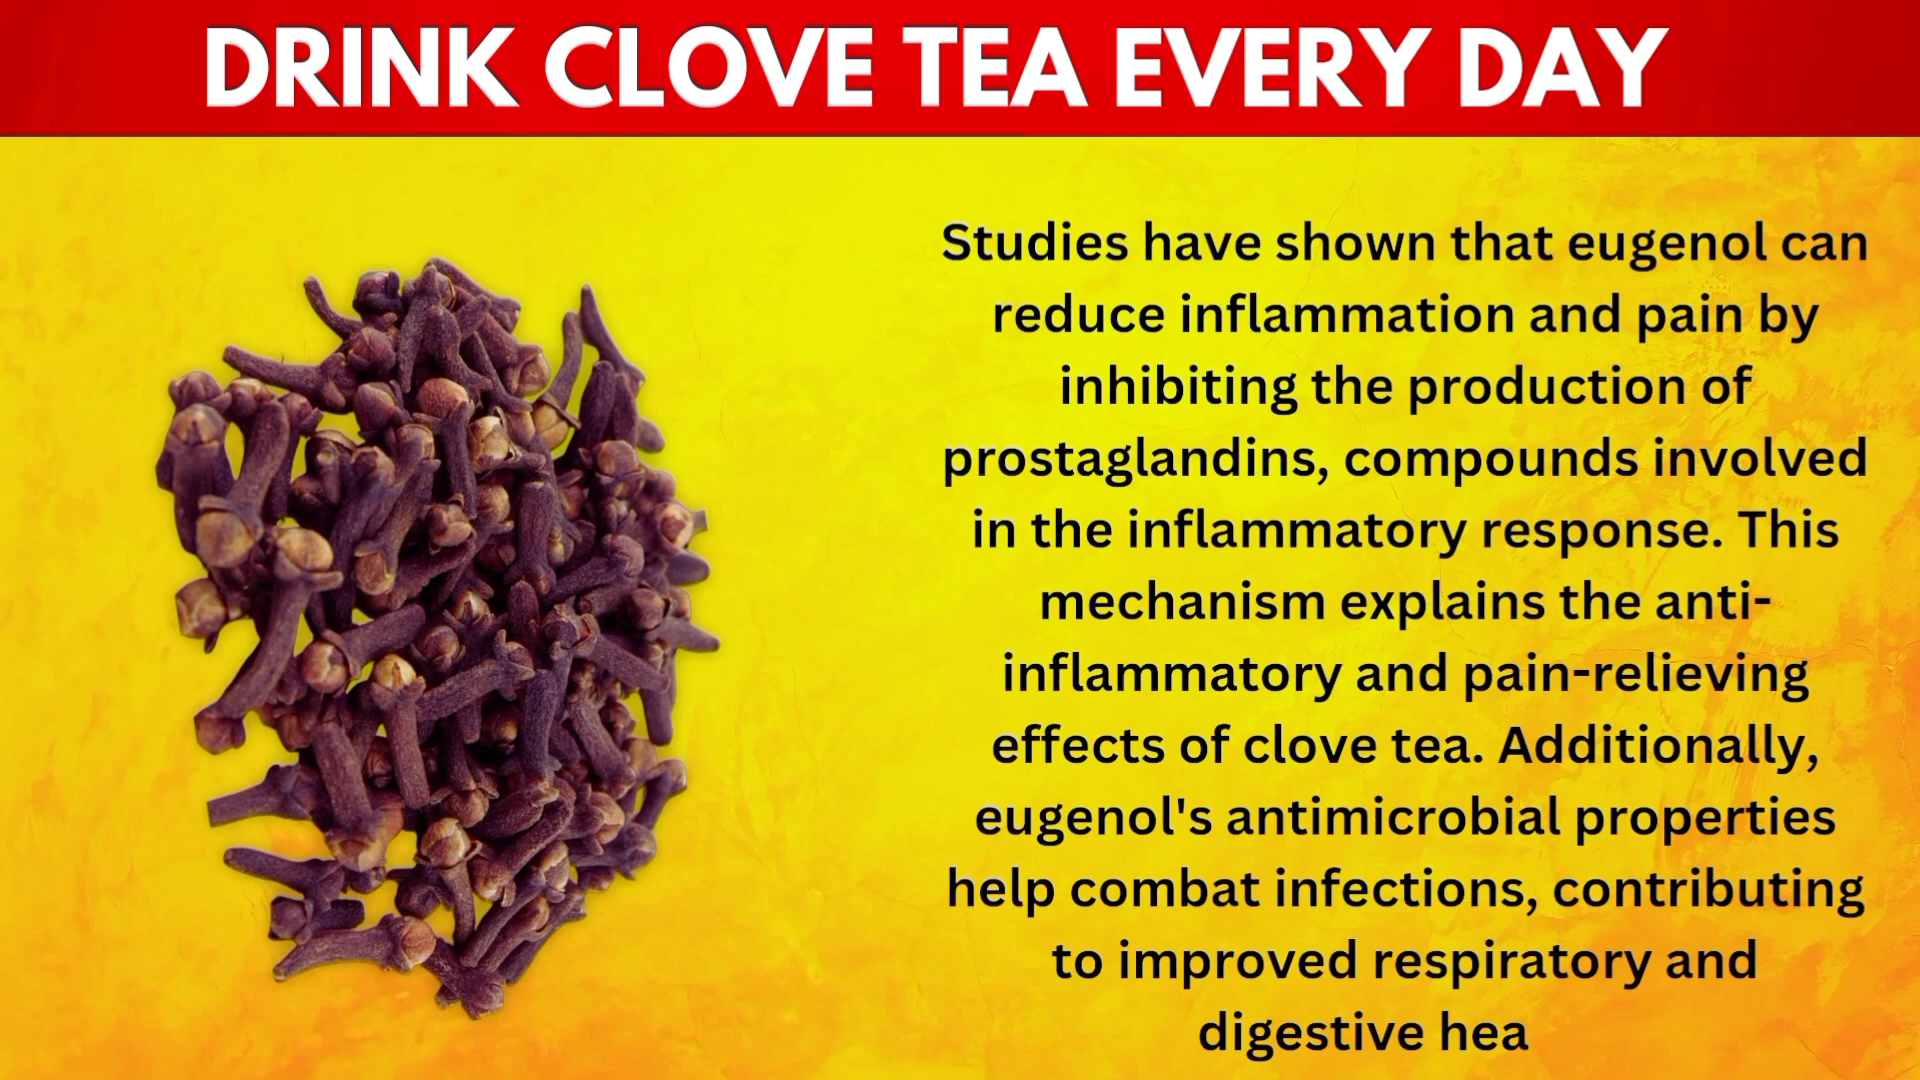 DRINK CLOVE TEA EVERY DAY
Studies have shown that eugenol can
reduce inflammation and pain by
inhibiting the production of
prostaglandins, compounds involved
in the inflammatory response. This
mechanism explains the anti-
inflammatory and pain-relieving
effects of clove tea. Additionally,
eugenol's antimicrobial properties
help combat infections, contributing
to improved respiratory and
digestive hea